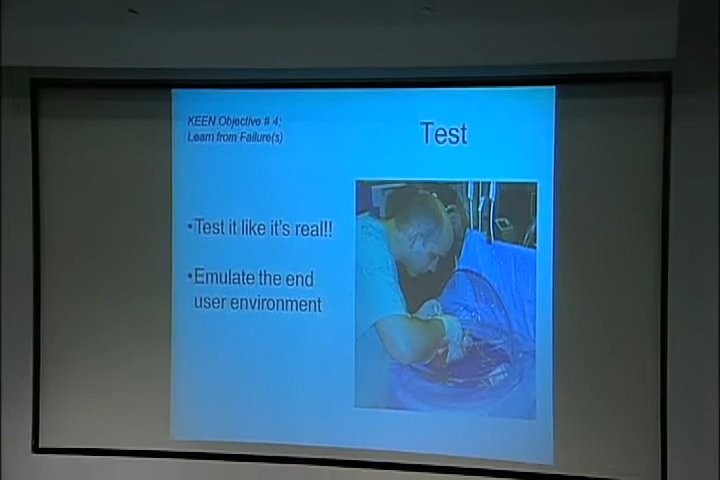 KEEN Objective # 4:
Learn from Failure(s)
Test
•Test it like it's real!!
•Emulate the end
user environment